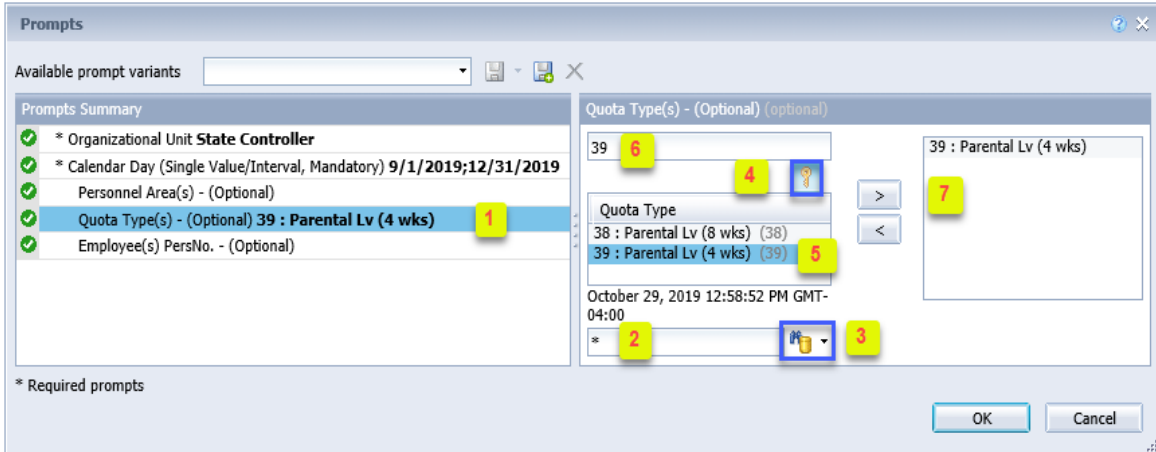 Prompts
Available prompt variants
Prompts Summary
* Organizational Unit State Controller
* Calendar Day (Single Value/Interval, Mandatory) 9/1/2019;12/31/2019
Personnel Area(s) - (Optional)
Quota Type(s) - (Optional) 39 : Parental Lv (4 wks) 1
Employee(s) PersNo. - (Optional)
Quota Type(s) - (Optional) (optional)
39 6
4
Quota Type
38 : Parental Lv (8 wks) (38)
39 : Parental Lv (4 wks) (39) 5
October 29, 2019 12:58:52 PM GMT-
04:00
* 2
3
>
<
39 : Parental Lv (4 wks)
7
* Required prompts
OK Cancel